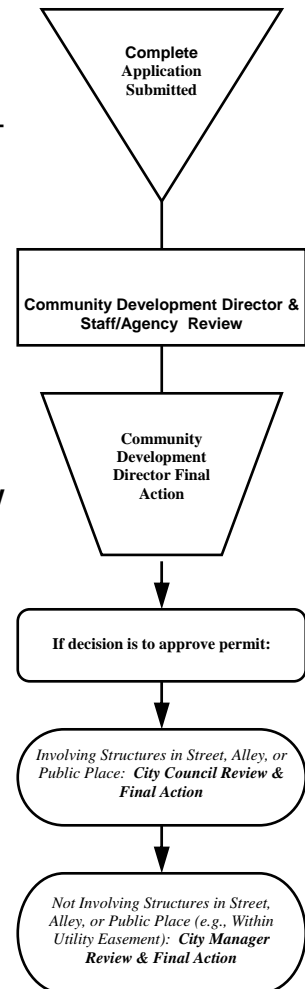 Complete
Application
Submitted
Community Development Director &
Staff/Agency Review
Community
Development
Director Final
Action
If decision is to approve permit:
Involving Structures in Street, Alley, or
Public Place: City Council Review &
Final Action
Not Involving Structures in Street,
Alley, or Public Place (e.g., Within
Utility Easement): City Manager
Review & Final Action